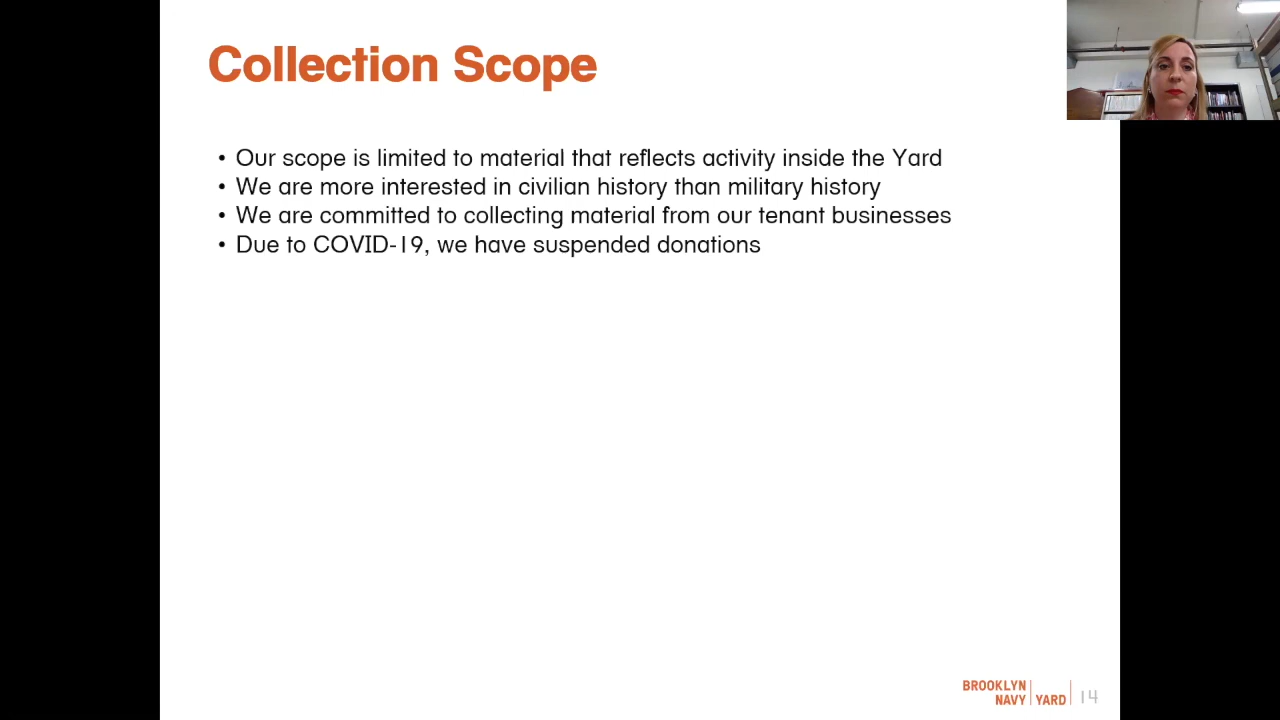 Collection Scope
• Our scope is limited to material that reflects activity inside the Yard
• We are more interested in civilian history than military history
• We are committed to collecting material from our tenant businesses
• Due to COVID-19, we have suspended donations
BROOKLYN
NAVY YARD 14